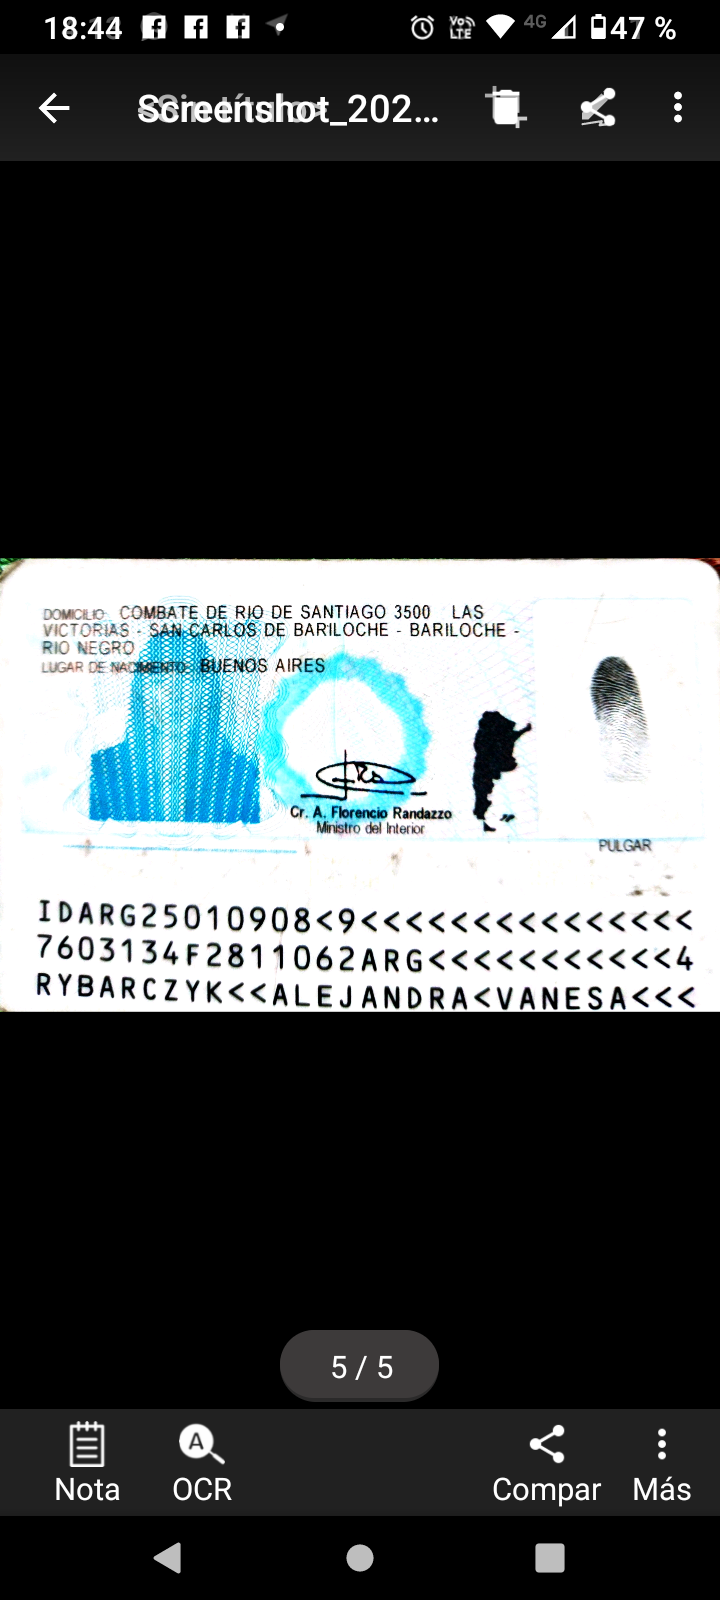 18:44
4G
47 %
Screenshot_202...
DOMICILIO: COMBATE DE RIO DE SANTIAGO 3500 LAS
VICTORIAS - SAN CARLOS DE BARILOCHE - BARILOCHE -
RIO NEGRO
LUGAR DE NACIMIENTO: BUENOS AIRES
Cr. A. Florencio Randazzo
Ministro del Interior
PULGAR
IDARG25010908<9<<<<<<<<<<<<<<<
7603134F2811062ARG<<<<<<<<<<<4
RYBARCZYK<<ALEJANDRA<VANESA<<<
5 / 5
Nota
OCR
Compar
Más